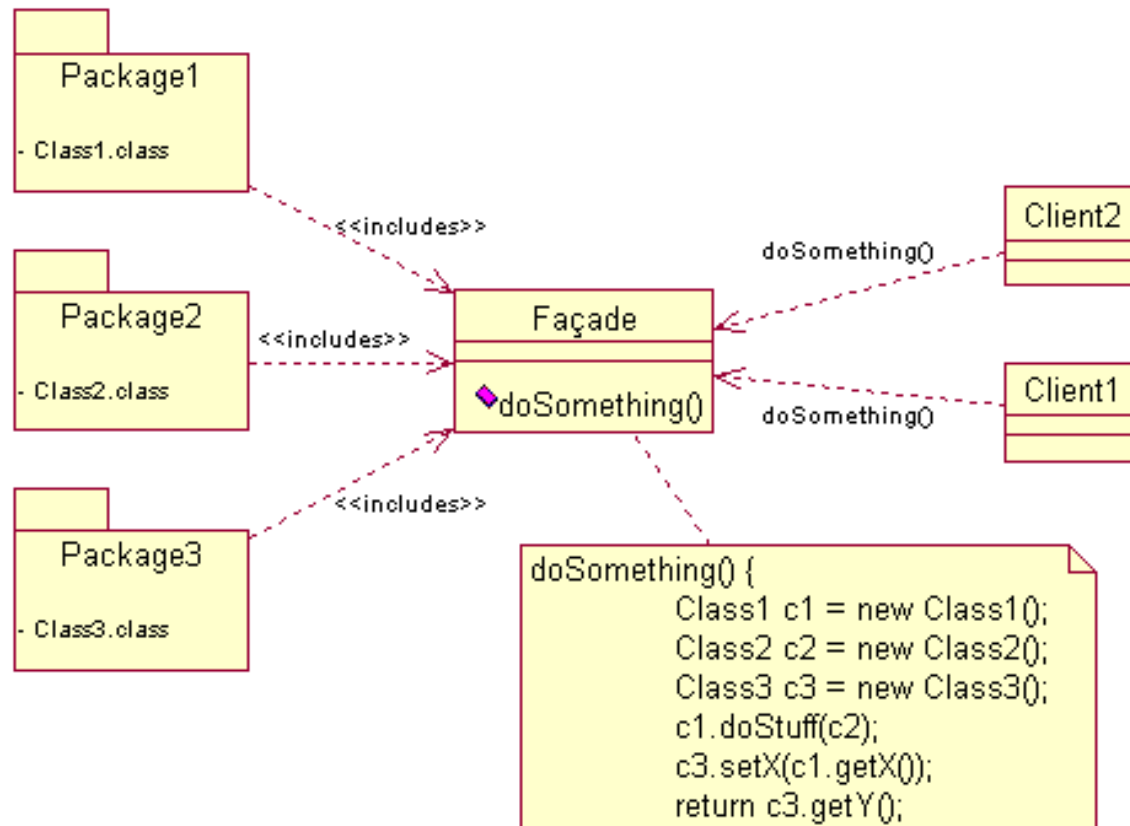 Package1
- Class1.class
<<includes>>
Package2
- Class2.class
<<includes>>
Package3
- Class3.class
<<includes>>
Façade
doSomething()
Client2
doSomething()
Client1
doSomething()
doSomething() {
Class1 c1 = new Class1();
Class2 c2 = new Class2();
Class3 c3 = new Class3();
c1.doStuff(c2);
c3.setX(c1.getX());
return c3.getY();